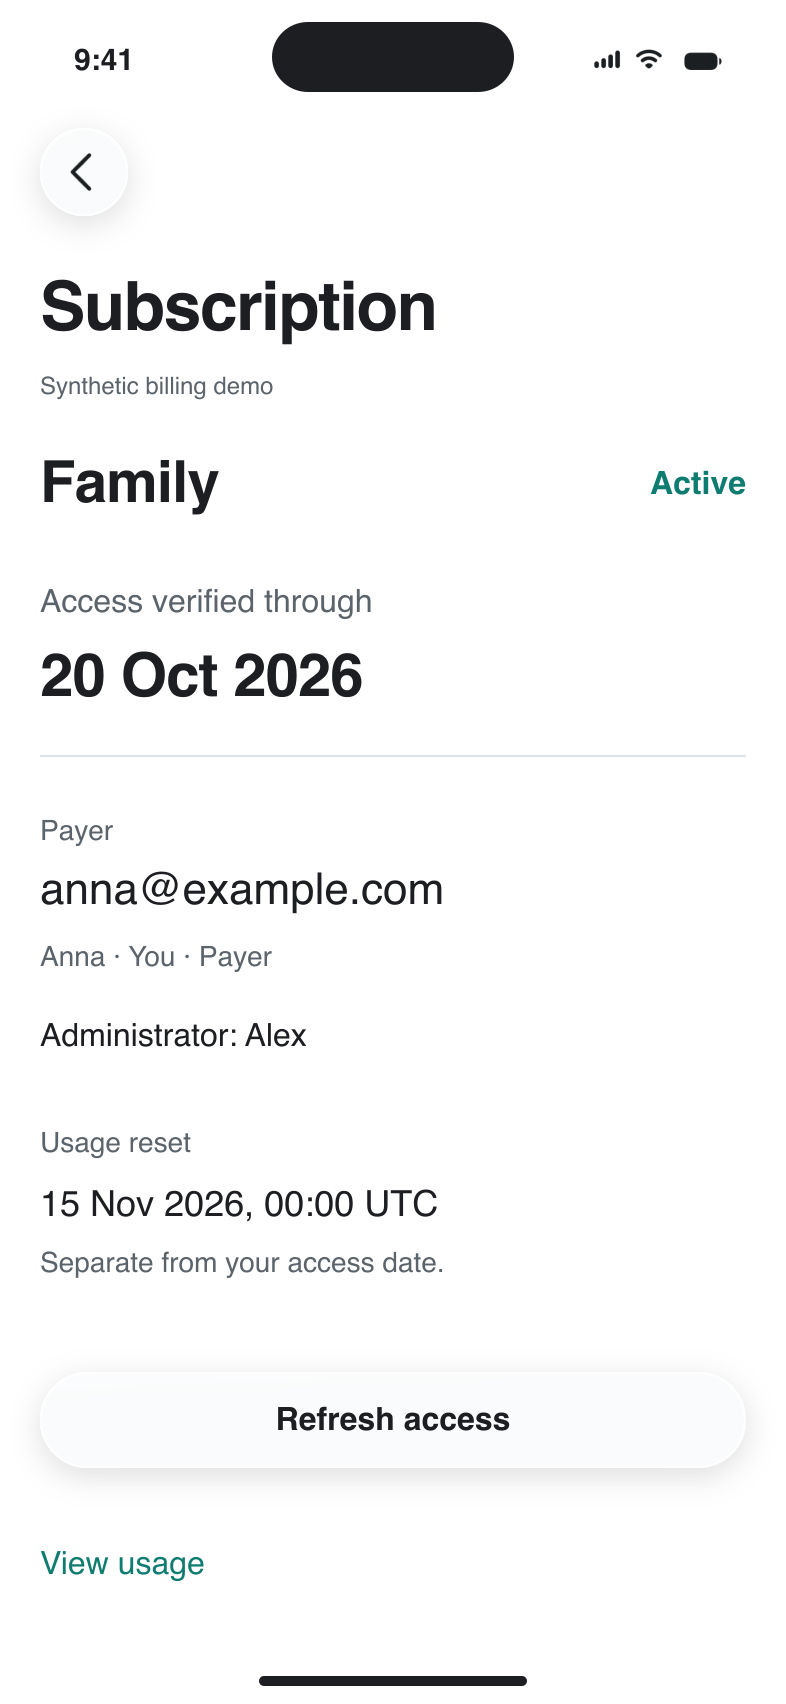 9:41
Subscription
Synthetic billing demo
Family
Active
Access verified through
20 Oct 2026
Payer
anna@example.com
Anna · You · Payer
Administrator: Alex
Usage reset
15 Nov 2026, 00:00 UTC
Separate from your access date.
Refresh access
View usage